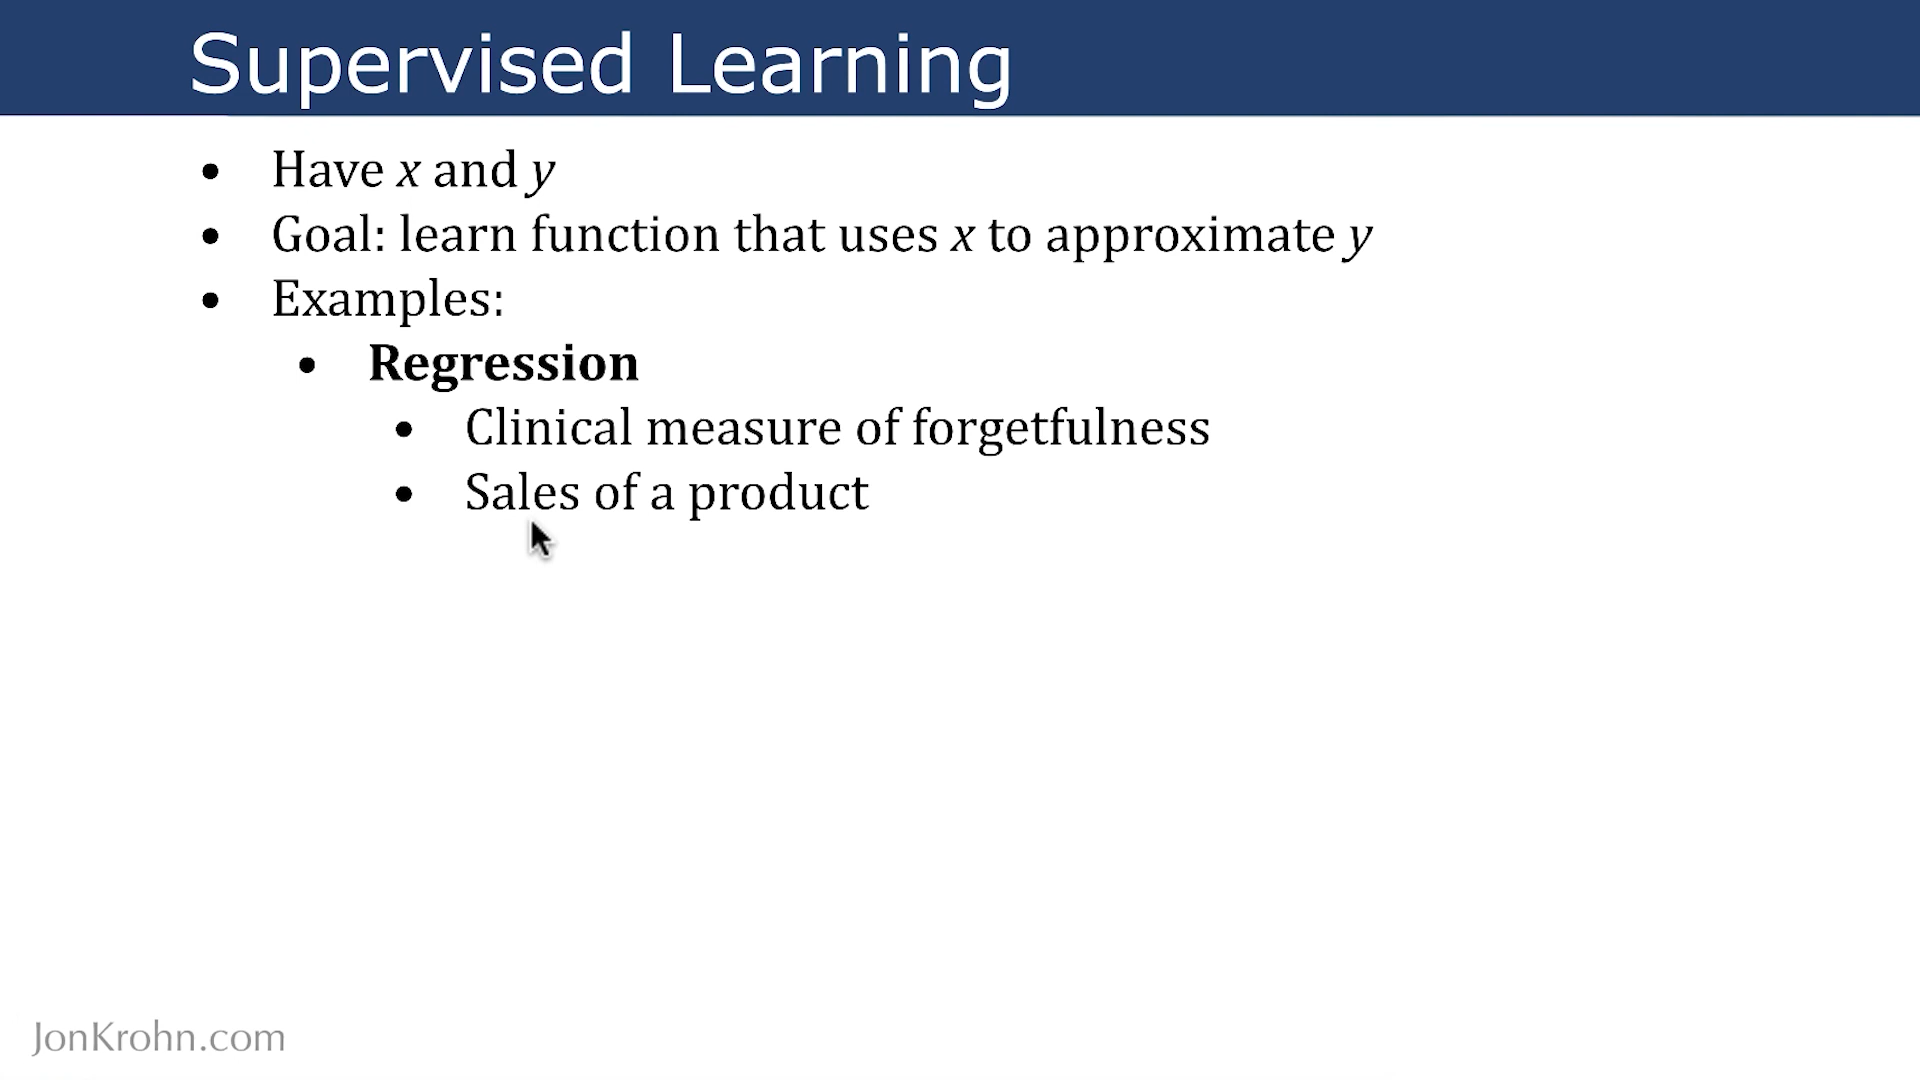 Supervised Learning
• Have x and y
• Goal: learn function that uses x to approximate y
• Examples:
• Regression
• Clinical measure of forgetfulness
• Sales of a product
JonKrohn.com